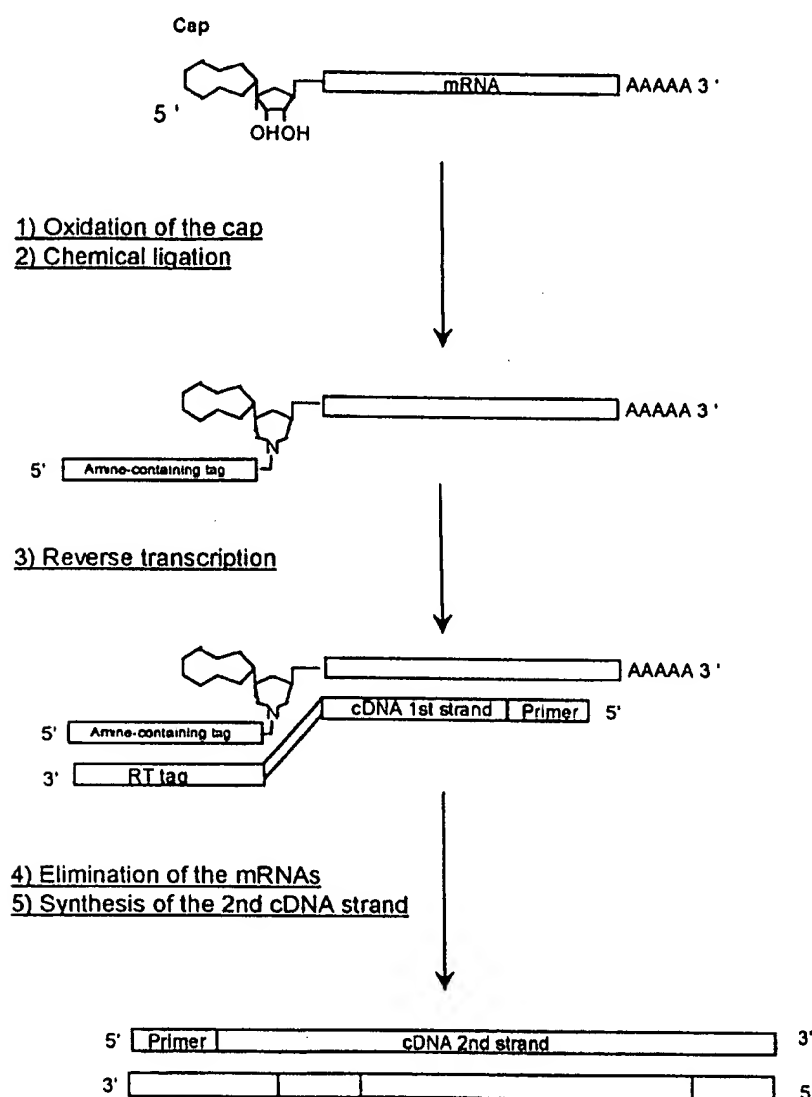 Cap
mRNA
AAAAA 3 '
5 '
OHOH
1) Oxidation of the cap
2) Chemical ligation
AAAAA 3 '
N
5' Amine-containing tag
3) Reverse transcription
AAAAA 3 '
N
cDNA 1st strand Primer 5'
5' Amine-containing tag
3' RT tag
4) Elimination of the mRNAs
5) Synthesis of the 2nd cDNA strand
5' Primer cDNA 2nd strand 3'
3' 5